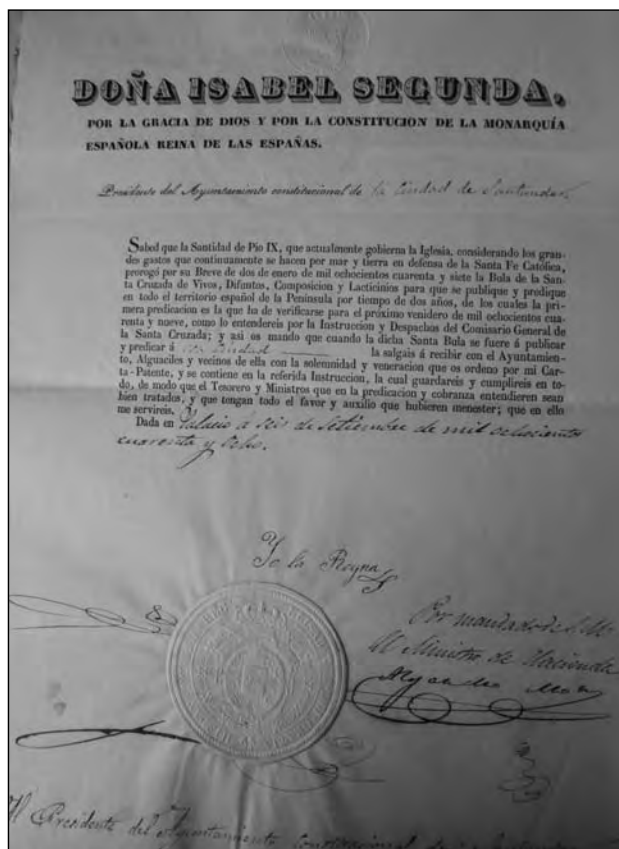 DOÑA ISABEL SEGUNDA,
POR LA GRACIA DE DIOS Y POR LA CONSTITUCION DE LA MONARQUÍA
ESPAÑOLA REINA DE LAS ESPAÑAS.
Presidente del Ayuntamiento constitucional de la Ciudad de Santander
Sabed que la Santidad de Pio IX, que actualmente gobierna la Iglesia, considerando los gran-
des gastos que continuamente se hacen por mar y tierra en defensa de la Santa Fe Católica,
prorogó por su Breve de dos de enero de mil ochocientos cuarenta y siete la Bula de la San-
ta Cruzada de Vivos, Difuntos, Composicion y Lacticinios para que se publique y predique
en todo el territorio español de la Península por tiempo de dos años, de los cuales la pri-
mera predicacion es la que ha de verificarse para el próximo venidero de mil ochocientos cua-
renta y nueve, como lo entendereis por la Instruccion y Despachos del Comisario General de
la Santa Cruzada; y asi os mando que cuando la dicha Santa Bula se fuere á publicar
y predicar á esa Ciudad la salgais á recibir con el Ayuntamien-
to, Alguaciles y vecinos de ella con la solemnidad y veneracion que os ordeno por mi Car-
ta-Patente, y se contiene en la referida Instruccion, la cual guardareis y cumplireis en to-
do, de modo que el Tesorero y Ministros que en la predicacion y cobranza entendieren sean
bien tratados, y que tengan todo el favor y auxilio que hubieren menester; que en ello
me servireis.
Dada en Palacio á seis de Setiembre de mil ochocientos
cuarenta y ocho.
Yo la Reyna
Por mandado de S. M.
El Ministro de Hacienda
Alejandro Mon
Al Presidente del Ayuntamiento Constitucional de